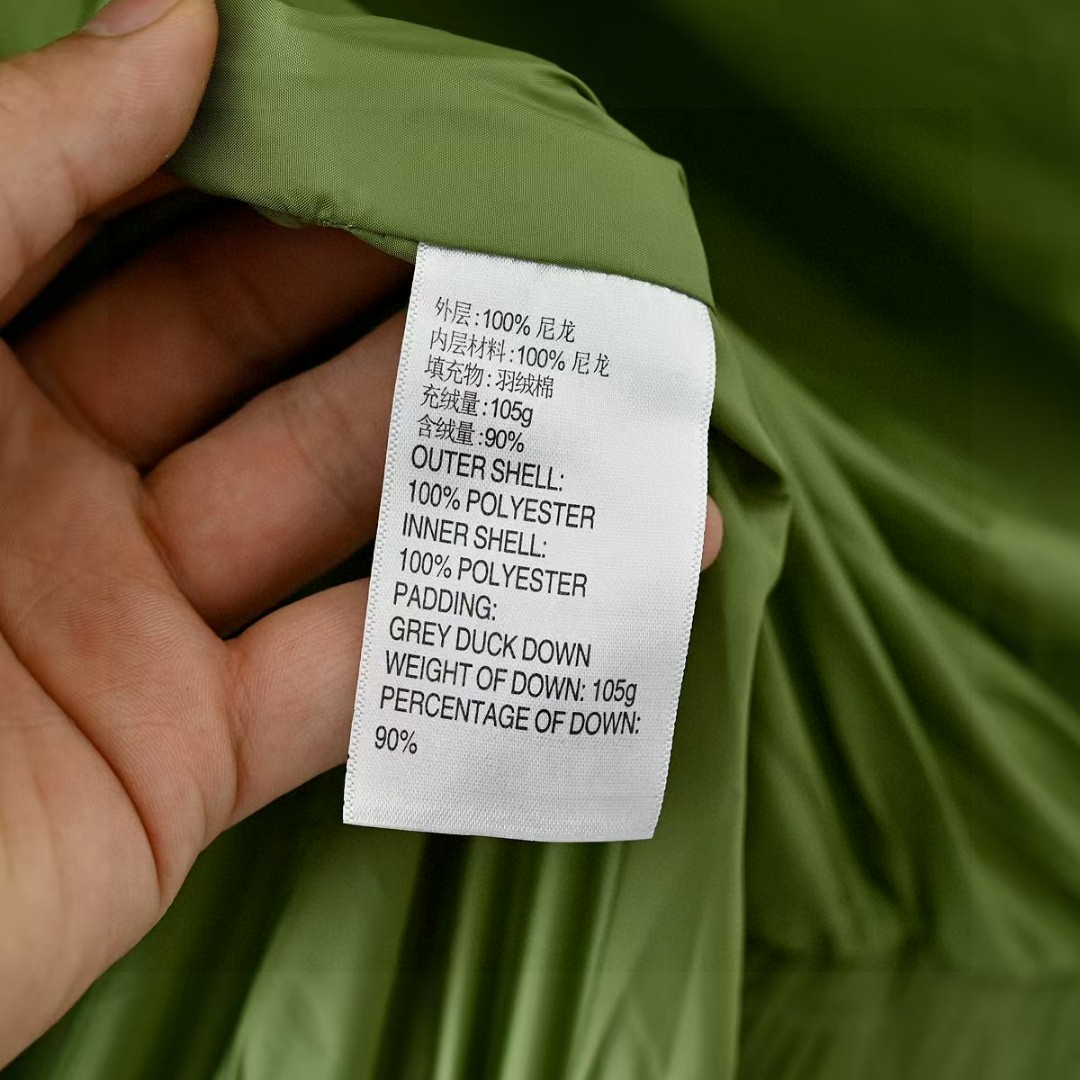 外层:100% 尼龙
内层材料:100% 尼龙
填充物:羽绒棉
充绒量:105g
含绒量:90%
OUTER SHELL:
100% POLYESTER
INNER SHELL:
100% POLYESTER
PADDING:
GREY DUCK DOWN
WEIGHT OF DOWN: 105g
PERCENTAGE OF DOWN:
90%